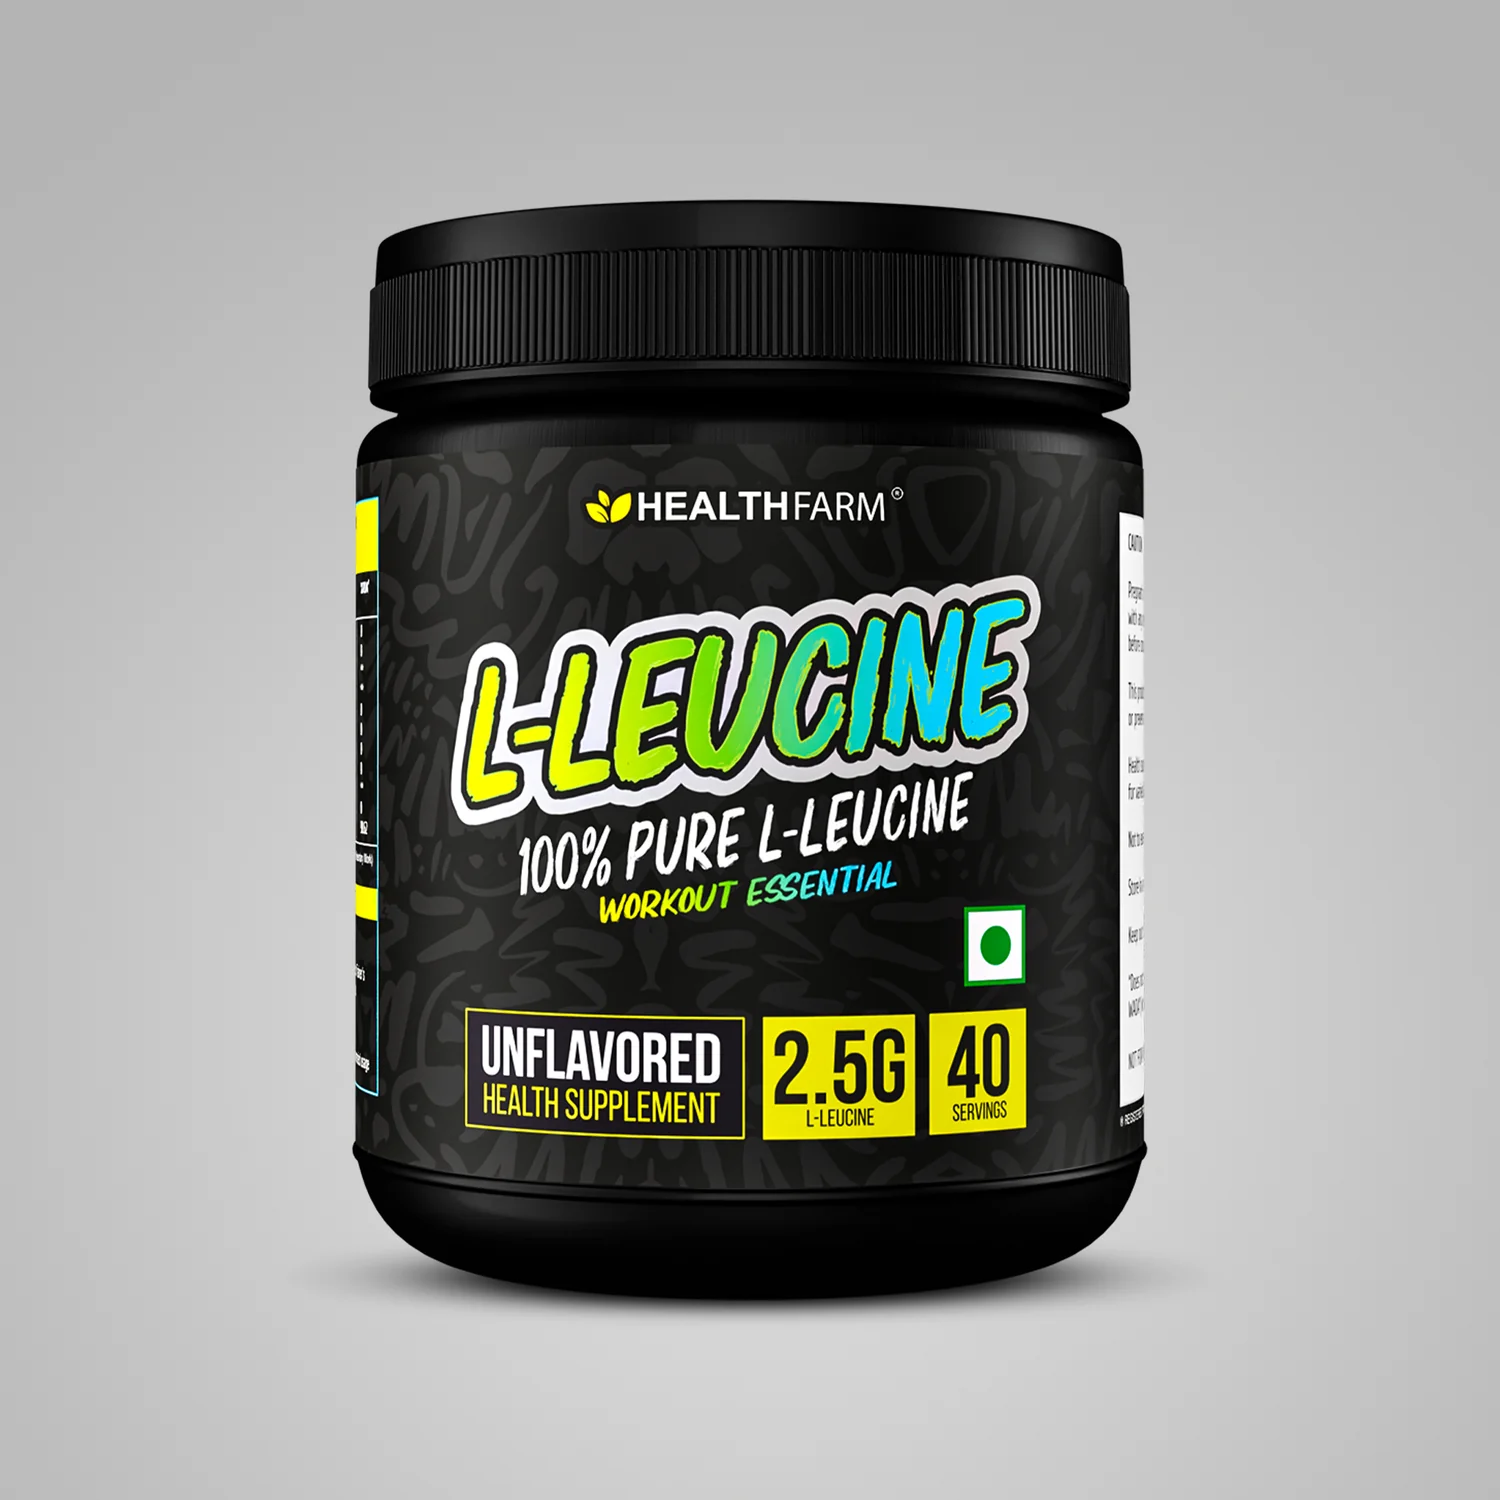 HEALTHFARM®
L-LEUCINE
100% PURE L-LEUCINE
WORKOUT ESSENTIAL
UNFLAVORED
HEALTH SUPPLEMENT
2.5G
L-LEUCINE
40
SERVINGS